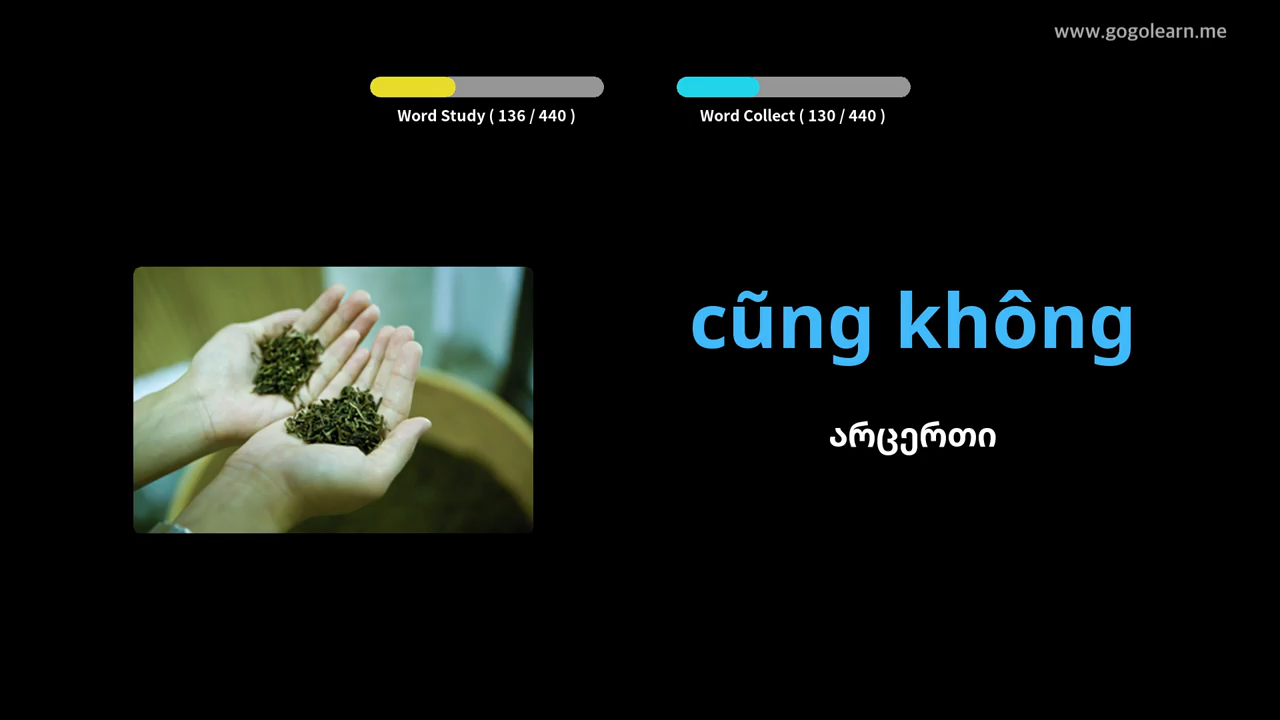 www.gogolearn.me
Word Study ( 136 / 440 )
Word Collect ( 130 / 440 )
cũng không
არცერთი